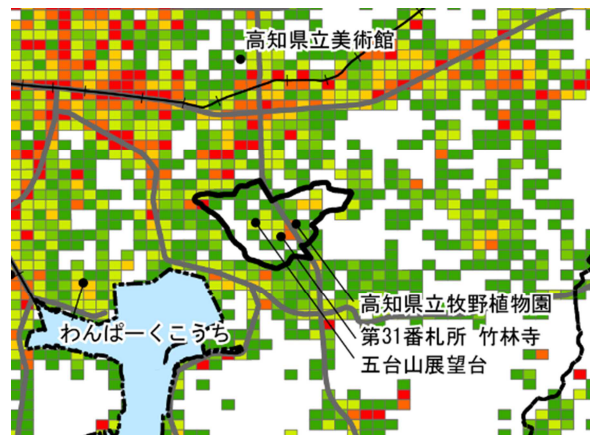 高知県立美術館
高知県立牧野植物園
わんぱーくこうち
第31番札所 竹林寺
五台山展望台